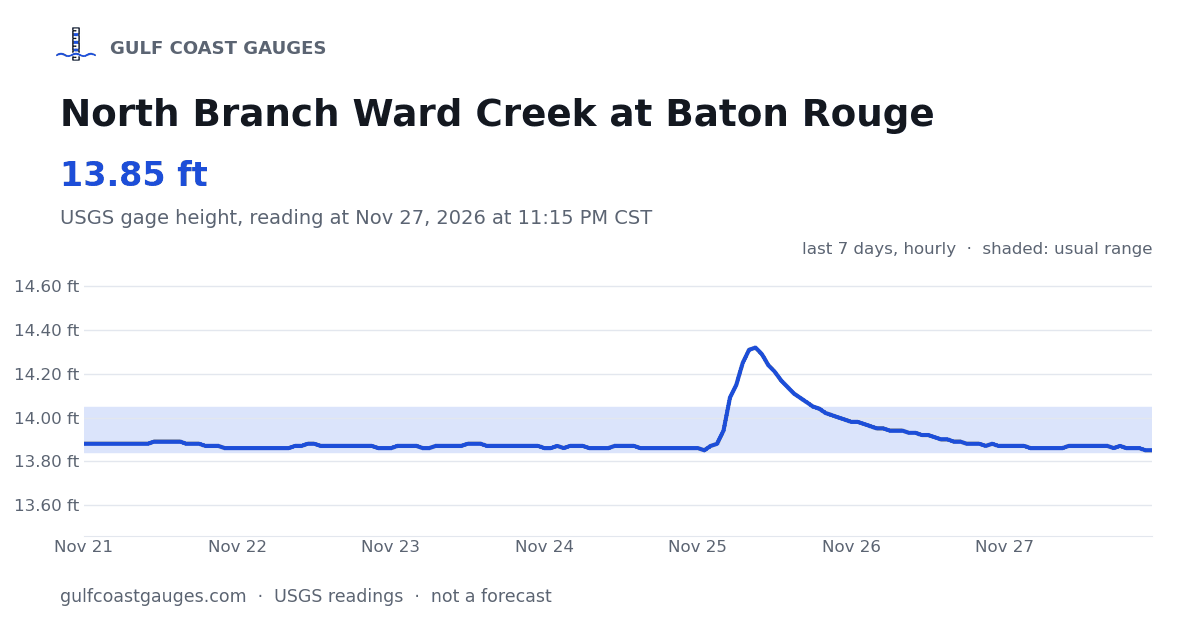 GULF COAST GAUGES
North Branch Ward Creek at Baton Rouge
13.85 ft
USGS gage height, reading at Nov 27, 2026 at 11:15 PM CST
last 7 days, hourly · shaded: usual range
14.60 ft
14.40 ft
14.20 ft
14.00 ft
13.80 ft
13.60 ft
Nov 21 Nov 22 Nov 23 Nov 24 Nov 25 Nov 26 Nov 27
gulfcoastgauges.com · USGS readings · not a forecast